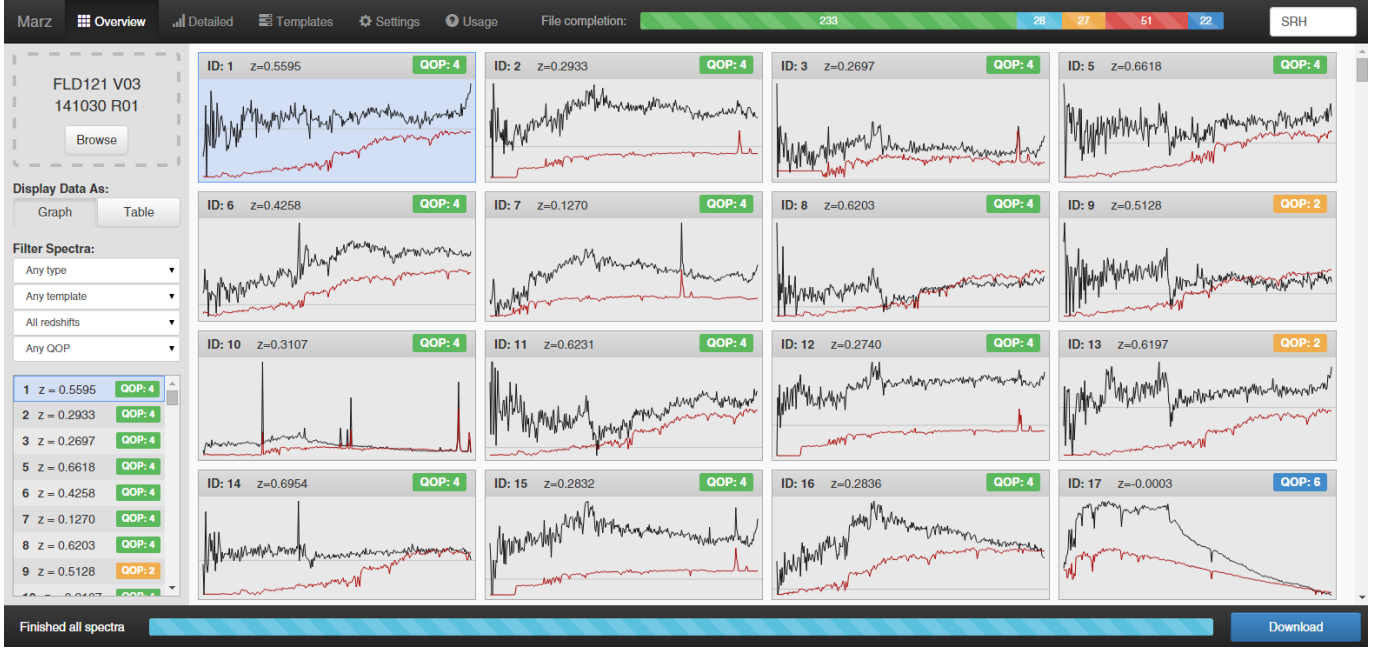 Marz Overview Detailed Templates Settings Usage File completion: 233 28 27 51 22 SRH
FLD121 V03
141030 R01
Browse
Display Data As:
Graph Table
Filter Spectra:
Any type
Any template
All redshifts
Any QOP
1 z = 0.5595 QOP: 4
2 z = 0.2933 QOP: 4
3 z = 0.2697 QOP: 4
5 z = 0.6618 QOP: 4
6 z = 0.4258 QOP: 4
7 z = 0.1270 QOP: 4
8 z = 0.6203 QOP: 4
9 z = 0.5128 QOP: 2
ID: 1 z=0.5595 QOP: 4
ID: 2 z=0.2933 QOP: 4
ID: 3 z=0.2697 QOP: 4
ID: 5 z=0.6618 QOP: 4
ID: 6 z=0.4258 QOP: 4
ID: 7 z=0.1270 QOP: 4
ID: 8 z=0.6203 QOP: 4
ID: 9 z=0.5128 QOP: 2
ID: 10 z=0.3107 QOP: 4
ID: 11 z=0.6231 QOP: 4
ID: 12 z=0.2740 QOP: 4
ID: 13 z=0.6197 QOP: 2
ID: 14 z=0.6954 QOP: 4
ID: 15 z=0.2832 QOP: 4
ID: 16 z=0.2836 QOP: 4
ID: 17 z=-0.0003 QOP: 6
Finished all spectra Download